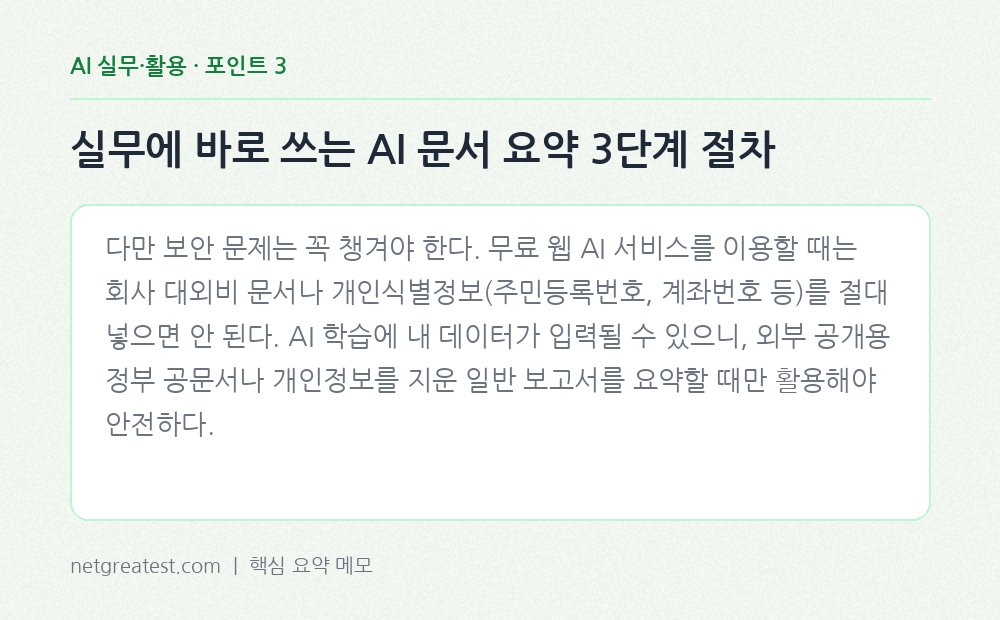 AI 실무·활용 · 포인트 3
실무에 바로 쓰는 AI 문서 요약 3단계 절차
다만 보안 문제는 꼭 챙겨야 한다. 무료 웹 AI 서비스를 이용할 때는
회사 대외비 문서나 개인식별정보(주민등록번호, 계좌번호 등)를 절대
넣으면 안 된다. AI 학습에 내 데이터가 입력될 수 있으니, 외부 공개용
정부 공문서나 개인정보를 지운 일반 보고서를 요약할 때만 활용해야
안전하다.
netgreatest.com | 핵심 요약 메모